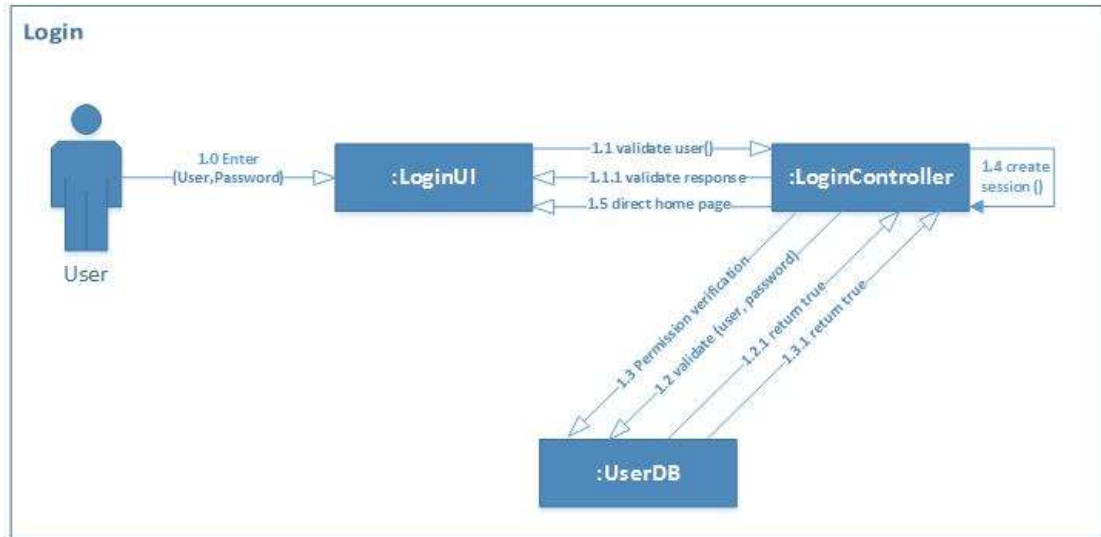 Login
1.0 Enter
(User,Password)
User
:LoginUI
1.1 validate user()
1.1.1 validate response
1.5 direct home page
:LoginController
1.4 create
session ()
1.3 Permission verification
1.2 validate (user, password)
1.2.1 return true
1.3.1 return true
:UserDB